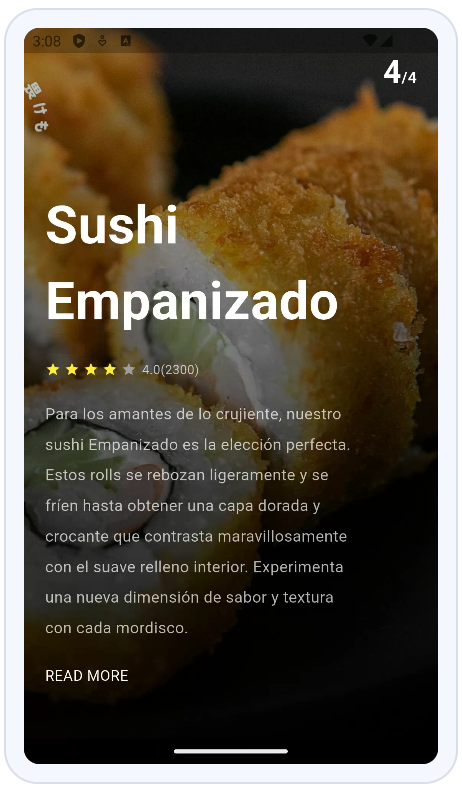 3:08
4/4
け
も
Sushi
Empanizado
4.0(2300)
Para los amantes de lo crujiente, nuestro
sushi Empanizado es la elección perfecta.
Estos rolls se rebozan ligeramente y se
fríen hasta obtener una capa dorada y
crocante que contrasta maravillosamente
con el suave relleno interior. Experimenta
una nueva dimensión de sabor y textura
con cada mordisco.
READ MORE